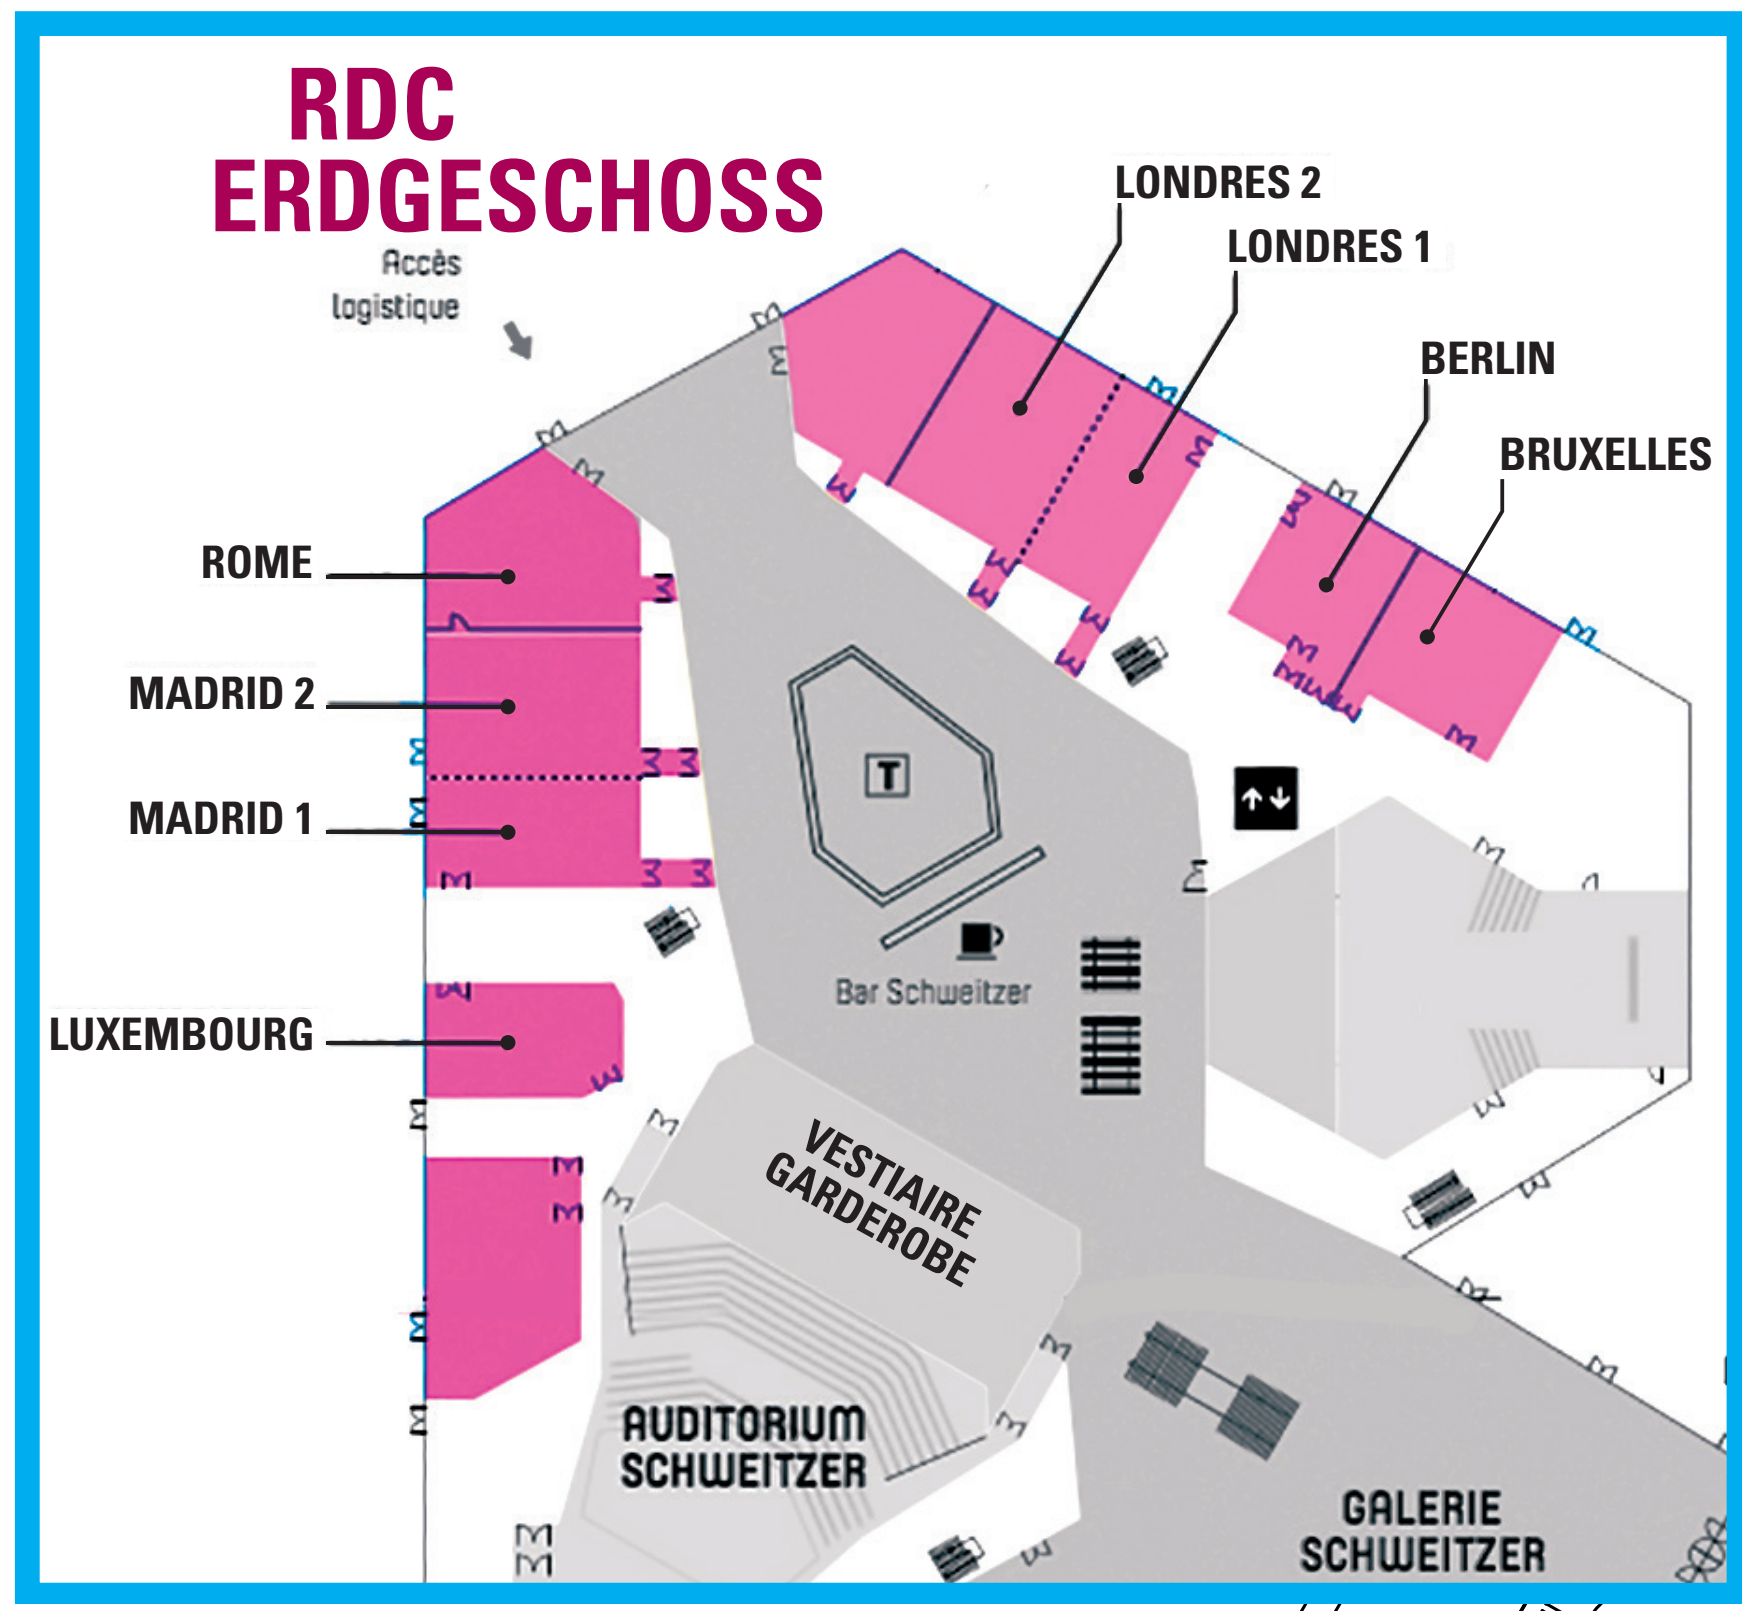 RDC
ERDGESCHOSS
Accès
logistique
LONDRES 2
LONDRES 1
BERLIN
BRUXELLES
ROME
MADRID 2
MADRID 1
LUXEMBOURG
T
Bar Schweitzer
VESTIAIRE
GARDEROBE
AUDITORIUM
SCHWEITZER
GALERIE
SCHWEITZER